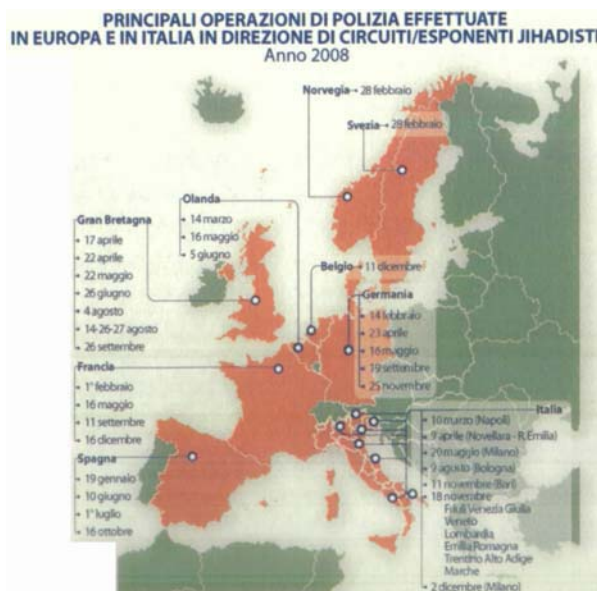 PRINCIPALI OPERAZIONI DI POLIZIA EFFETTUATE
IN EUROPA E IN ITALIA IN DIREZIONE DI CIRCUITI/ESPONENTI JIHADISTI
Anno 2008
Norvegia → 28 febbraio
Svezia → 28 febbraio
Olanda
• 14 marzo
• 16 maggio
• 5 giugno
Gran Bretagna
• 17 aprile
• 22 aprile
• 22 maggio
• 26 giugno
• 4 agosto
• 14-26-27 agosto
• 26 settembre
Belgio → 11 dicembre
Germania
• 14 febbraio
• 23 aprile
• 16 maggio
• 19 settembre
• 25 novembre
Francia
• 1° febbraio
• 16 maggio
• 11 settembre
• 16 dicembre
Spagna
• 19 gennaio
• 10 giugno
• 1° luglio
• 16 ottobre
Italia
• 10 marzo (Napoli)
• 9 aprile (Novellara - R.Emilia)
• 20 maggio (Milano)
• 9 agosto (Bologna)
• 11 novembre (Bari)
• 18 novembre
Friuli Venezia Giulia
Veneto
Lombardia
Emilia Romagna
Trentino Alto Adige
Marche
• 2 dicembre (Milano)